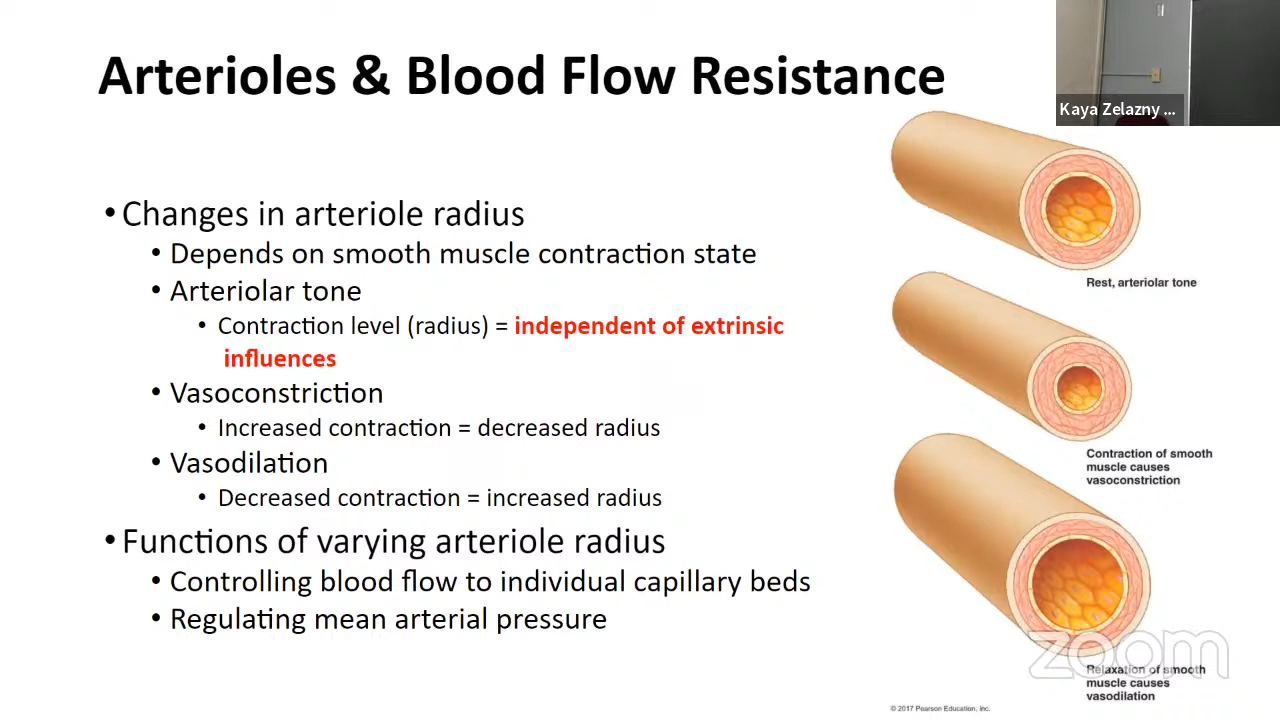 Arterioles & Blood Flow Resistance
Kaya Zelazny ...
• Changes in arteriole radius
• Depends on smooth muscle contraction state
• Arteriolar tone
• Contraction level (radius) = independent of extrinsic
influences
• Vasoconstriction
• Increased contraction = decreased radius
• Vasodilation
• Decreased contraction = increased radius
• Functions of varying arteriole radius
• Controlling blood flow to individual capillary beds
• Regulating mean arterial pressure
Rest, arteriolar tone
Contraction of smooth
muscle causes
vasoconstriction
Relaxation of smooth
muscle causes
vasodilation
zoom
© 2017 Pearson Education, Inc.